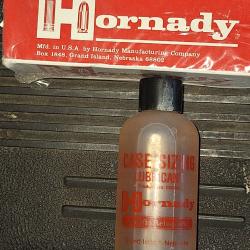 Hornady
Mfd. in U.S.A. by Hornady Manufacturing Company
Box 1848, Grand Island, Nebraska 68802
CASE SIZING
LUBRICANT
Hornady